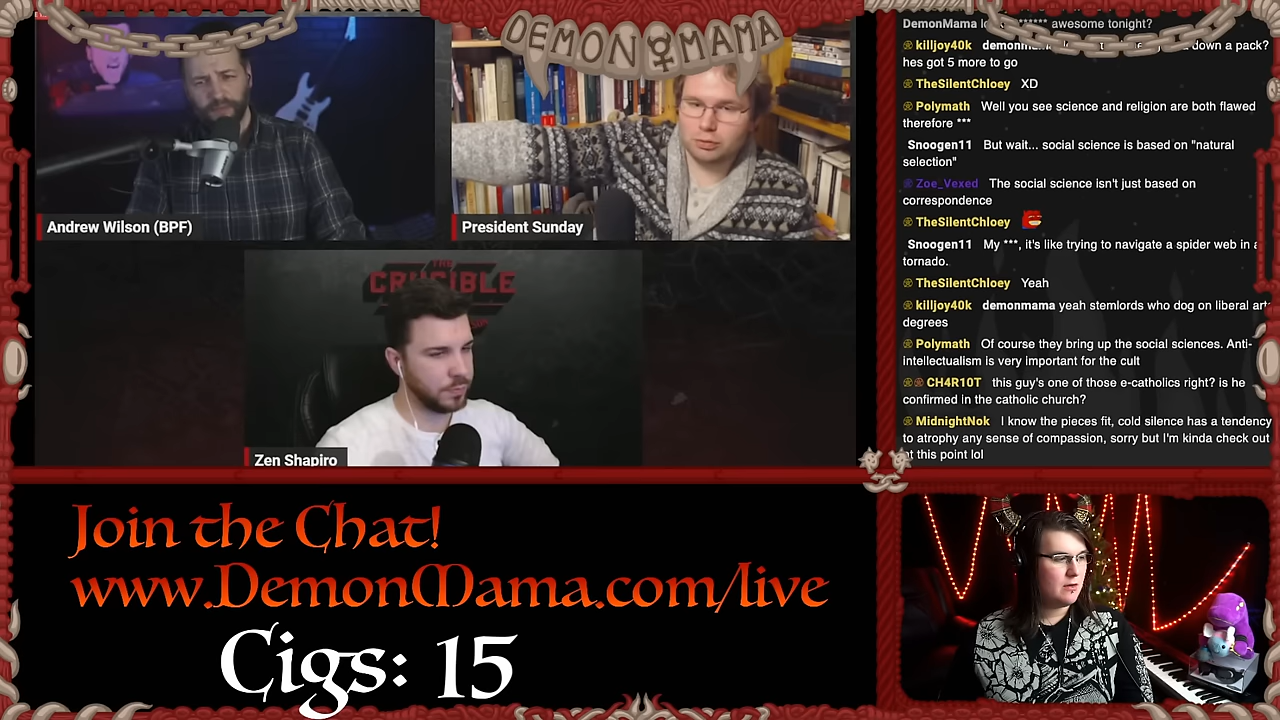 DEMON MAMA
Andrew Wilson (BPF)
President Sunday
THE
CRUCIBLE
Zen Shapiro
DemonMama ****** awesome tonight?
killjoy40k down a pack?
hes got 5 more to go
TheSilentChloey XD
Polymath Well you see science and religion are both flawed
therefore ***
Snoogen11 But wait... social science is based on "natural
selection"
Zoe_Vexed The social science isn't just based on
correspondence
TheSilentChloey
Snoogen11 My ***, it's like trying to navigate a spider web in a
tornado.
TheSilentChloey Yeah
killjoy40k demonmama yeah stemlords who dog on liberal art
degrees
Polymath Of course they bring up the social sciences. Anti-
intellectualism is very important for the cult
CH4R10T this guy's one of those e-catholics right? is he
confirmed in the catholic church?
MidnightNok I know the pieces fit, cold silence has a tendency
to atrophy any sense of compassion, sorry but I'm kinda check out
at this point lol
Join the Chat!
www.DemonMama.com/live
Cigs: 15